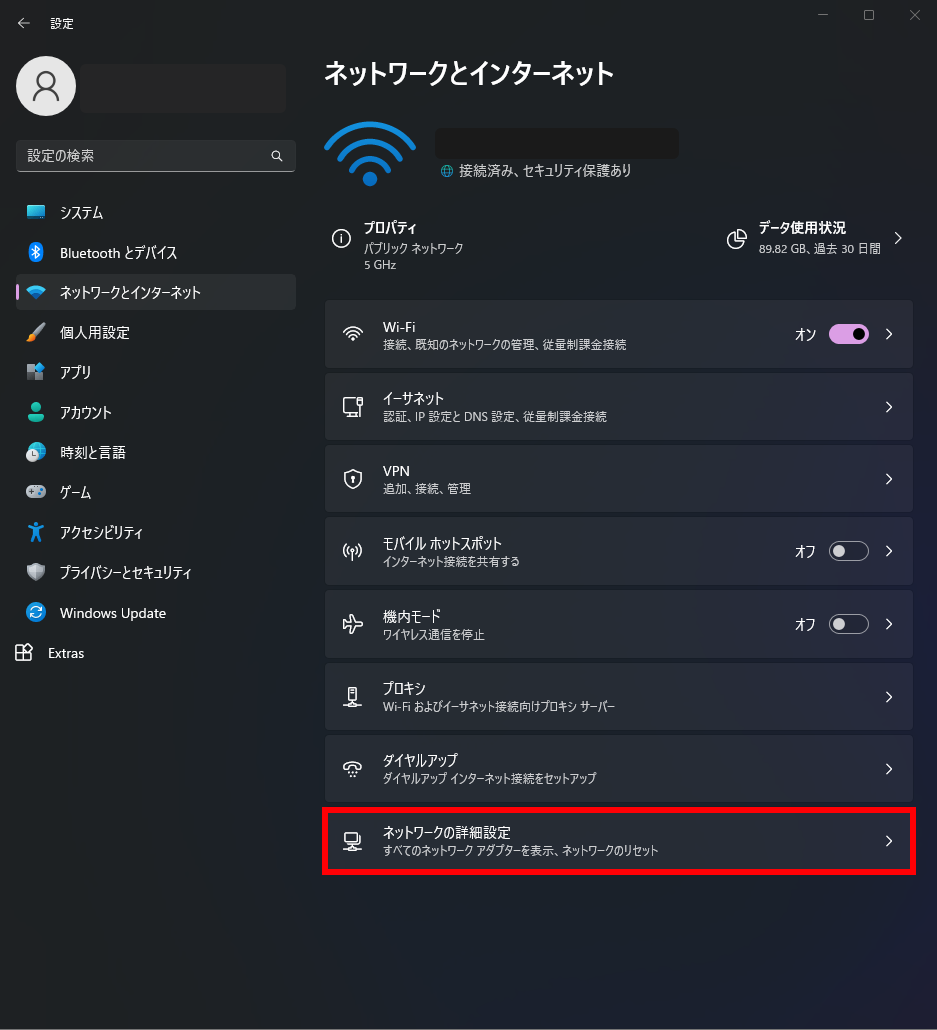 設定
設定の検索
システム
Bluetooth とデバイス
ネットワークとインターネット
個人用設定
アプリ
アカウント
時刻と言語
ゲーム
アクセシビリティ
プライバシーとセキュリティ
Windows Update
Extras
ネットワークとインターネット
接続済み、セキュリティ保護あり
プロパティ
パブリック ネットワーク
5 GHz
データ使用状況
89.82 GB、過去 30 日間
Wi-Fi
接続、既知のネットワークの管理、従量制課金接続
オン
イーサネット
認証、IP 設定と DNS 設定、従量制課金接続
VPN
追加、接続、管理
モバイル ホットスポット
インターネット接続を共有する
オフ
機内モード
ワイヤレス通信を停止
オフ
プロキシ
Wi-Fi およびイーサネット接続向けプロキシ サーバー
ダイヤルアップ
ダイヤルアップ インターネット接続をセットアップ
ネットワークの詳細設定
すべてのネットワーク アダプターを表示、ネットワークのリセット